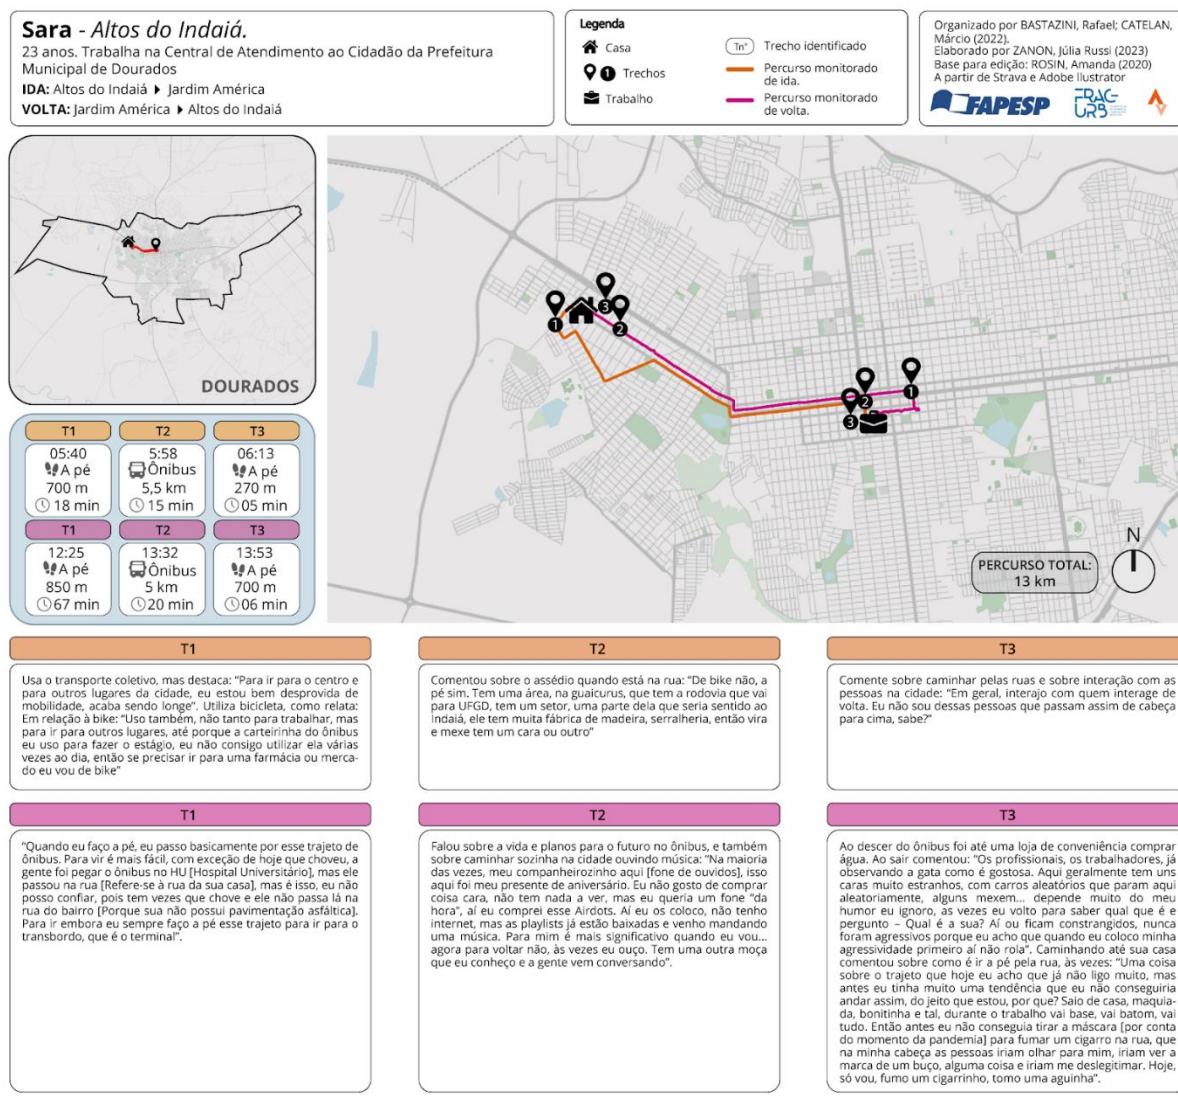 Sara - Altos do Indaiá.
23 anos. Trabalha na Central de Atendimento ao Cidadão da Prefeitura
Municipal de Dourados
IDA: Altos do Indaiá ▶ Jardim América
VOLTA: Jardim América ▶ Altos do Indaiá
Legenda
Casa
1 Trechos
Trabalho
Tn° Trecho identificado
Percurso monitorado
de ida.
Percurso monitorado
de volta.
Organizado por BASTAZINI, Rafael; CATELAN,
Márcio (2022).
Elaborado por ZANON, Júlia Russi (2023)
Base para edição: ROSIN, Amanda (2020)
A partir de Strava e Adobe Ilustrator
FAPESP
FRAC-
URB
DOURADOS
T1 T2 T3
05:40 5:58 06:13
A pé Ônibus A pé
700 m 5,5 km 270 m
18 min 15 min 05 min
T1 T2 T3
12:25 13:32 13:53
A pé Ônibus A pé
850 m 5 km 700 m
67 min 20 min 06 min
1
3
2
2
1
3
N
PERCURSO TOTAL:
13 km
T1
Usa o transporte coletivo, mas destaca: “Para ir para o centro e
para outros lugares da cidade, eu estou bem desprovida de
mobilidade, acaba sendo longe”. Utiliza bicicleta, como relata:
Em relação à bike: “Uso também, não tanto para trabalhar, mas
para ir para outros lugares, até porque a carteirinha do ônibus
eu uso para fazer o estágio, eu não consigo utilizar ela várias
vezes ao dia, então se precisar ir para uma farmácia ou merca-
do eu vou de bike”
T2
Comentou sobre o assédio quando está na rua: “De bike não, a
pé sim. Tem uma área, na guaicurus, que tem a rodovia que vai
para UFGD, tem um setor, uma parte dela que seria sentido ao
Indaiá, ele tem muita fábrica de madeira, serralheria, então vira
e mexe tem um cara ou outro”
T3
Comente sobre caminhar pelas ruas e sobre interação com as
pessoas na cidade: “Em geral, interajo com quem interage de
volta. Eu não sou dessas pessoas que passam assim de cabeça
para cima, sabe?”
T1
“Quando eu faço a pé, eu passo basicamente por esse trajeto de
ônibus. Para vir é mais fácil, com exceção de hoje que choveu, a
gente foi pegar o ônibus no HU [Hospital Universitário], mas ele
passou na rua [Refere-se à rua da sua casa], mas é isso, eu não
posso confiar, pois tem vezes que chove e ele não passa lá na
rua do bairro [Porque sua não possui pavimentação asfáltica].
Para ir embora eu sempre faço a pé esse trajeto para ir para o
transbordo, que é o terminal”.
T2
Falou sobre a vida e planos para o futuro no ônibus, e também
sobre caminhar sozinha na cidade ouvindo música: “Na maioria
das vezes, meu companheirozinho aqui [fone de ouvidos], isso
aqui foi meu presente de aniversário. Eu não gosto de comprar
coisa cara, não tem nada a ver, mas eu queria um fone “da
hora”, aí eu comprei esse Airdots. Aí eu os coloco, não tenho
internet, mas as playlists já estão baixadas e venho mandando
uma música. Para mim é mais significativo quando eu vou...
agora para voltar não, às vezes eu ouço. Tem uma outra moça
que eu conheço e a gente vem conversando”.
T3
Ao descer do ônibus foi até uma loja de conveniência comprar
água. Ao sair comentou: “Os profissionais, os trabalhadores, já
observando a gata como é gostosa. Aqui geralmente tem uns
caras muito estranhos, com carros aleatórios que param aqui
aleatoriamente, alguns mexem... depende muito do meu
humor eu ignoro, as vezes eu volto para saber qual que é e
pergunto – Qual é a sua? Aí ou ficam constrangidos, nunca
foram agressivos porque eu acho que quando eu coloco minha
agressividade primeiro aí não rola”. Caminhando até sua casa
comentou sobre como é ir a pé pela rua, às vezes: “Uma coisa
sobre o trajeto que hoje eu acho que já não ligo muito, mas
antes eu tinha muito uma tendência que eu não conseguiria
andar assim, do jeito que estou, por que? Saio de casa, maquia-
da, bonitinha e tal, durante o trabalho vai base, vai batom, vai
tudo. Então antes eu não conseguia tirar a máscara [por conta
do momento da pandemia] para fumar um cigarro na rua, que
na minha cabeça as pessoas iriam olhar para mim, iriam ver a
marca de um buço, alguma coisa e iriam me deslegitimar. Hoje,
só vou, fumo um cigarrinho, tomo uma aguinha”.